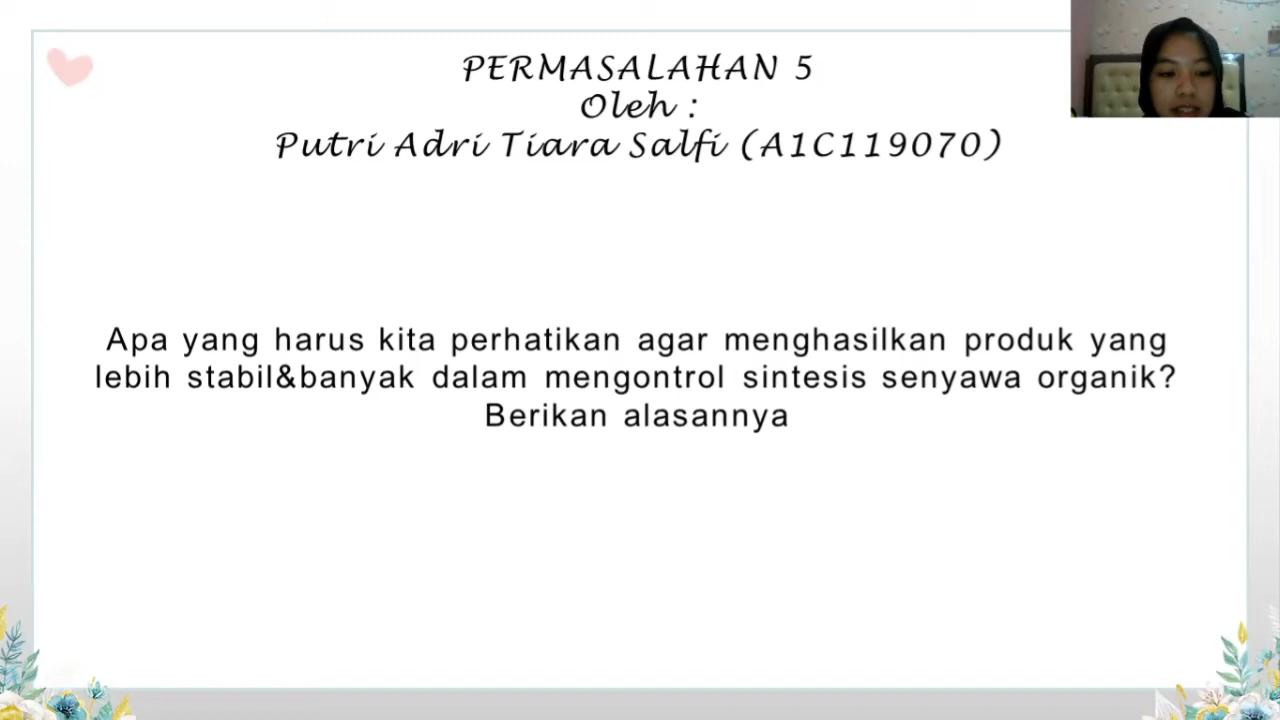 PERMASALAHAN 5
Oleh :
Putri Adri Tiara Salfi (A1C119070)
Apa yang harus kita perhatikan agar menghasilkan produk yang
lebih stabil&banyak dalam mengontrol sintesis senyawa organik?
Berikan alasannya